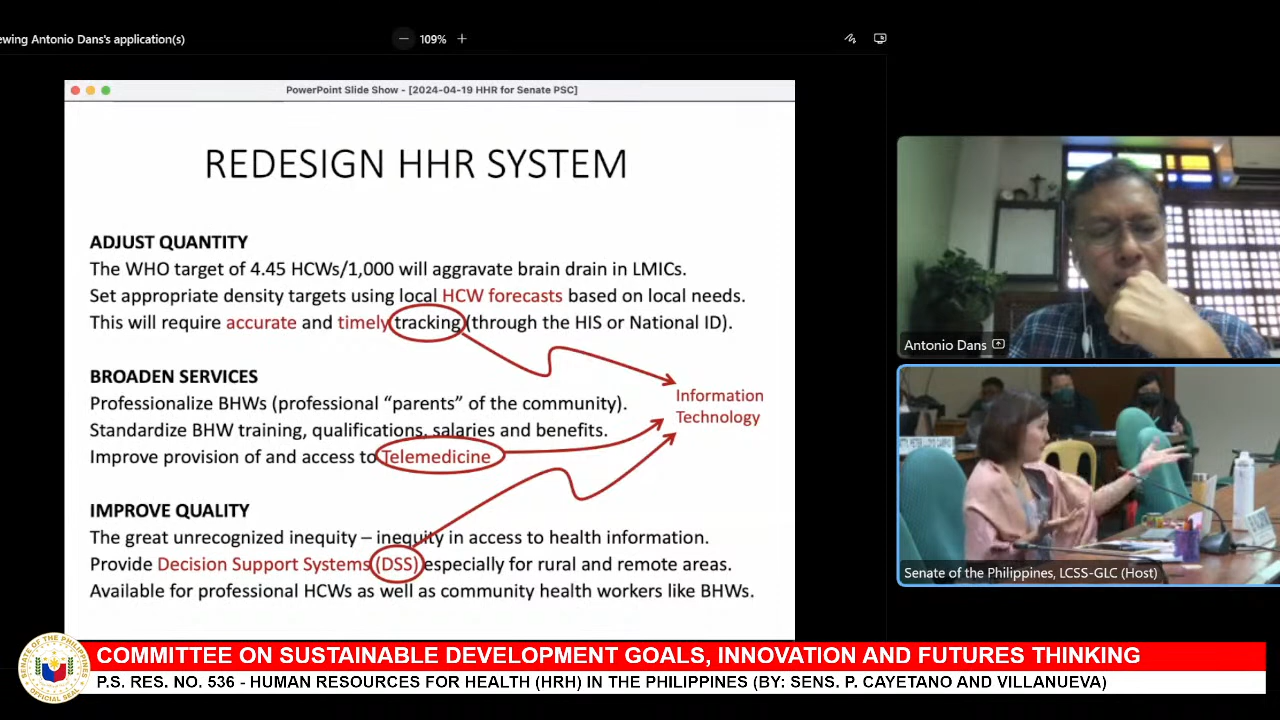 ewing Antonio Dans's application(s)
109%
PowerPoint Slide Show - [2024-04-19 HHR for Senate PSC]
REDESIGN HHR SYSTEM
ADJUST QUANTITY
The WHO target of 4.45 HCWs/1,000 will aggravate brain drain in LMICs.
Set appropriate density targets using local HCW forecasts based on local needs.
This will require accurate and timely tracking (through the HIS or National ID).
BROADEN SERVICES
Professionalize BHWs (professional “parents” of the community).
Standardize BHW training, qualifications, salaries and benefits.
Improve provision of and access to Telemedicine
Information
Technology
IMPROVE QUALITY
The great unrecognized inequity – inequity in access to health information.
Provide Decision Support Systems (DSS) especially for rural and remote areas.
Available for professional HCWs as well as community health workers like BHWs.
Antonio Dans
Senate of the Philippines, LCSS-GLC (Host)
SENATE OF THE PHILIPPINES
OFFICIAL SEAL
COMMITTEE ON SUSTAINABLE DEVELOPMENT GOALS, INNOVATION AND FUTURES THINKING
P.S. RES. NO. 536 - HUMAN RESOURCES FOR HEALTH (HRH) IN THE PHILIPPINES (BY: SENS. P. CAYETANO AND VILLANUEVA)